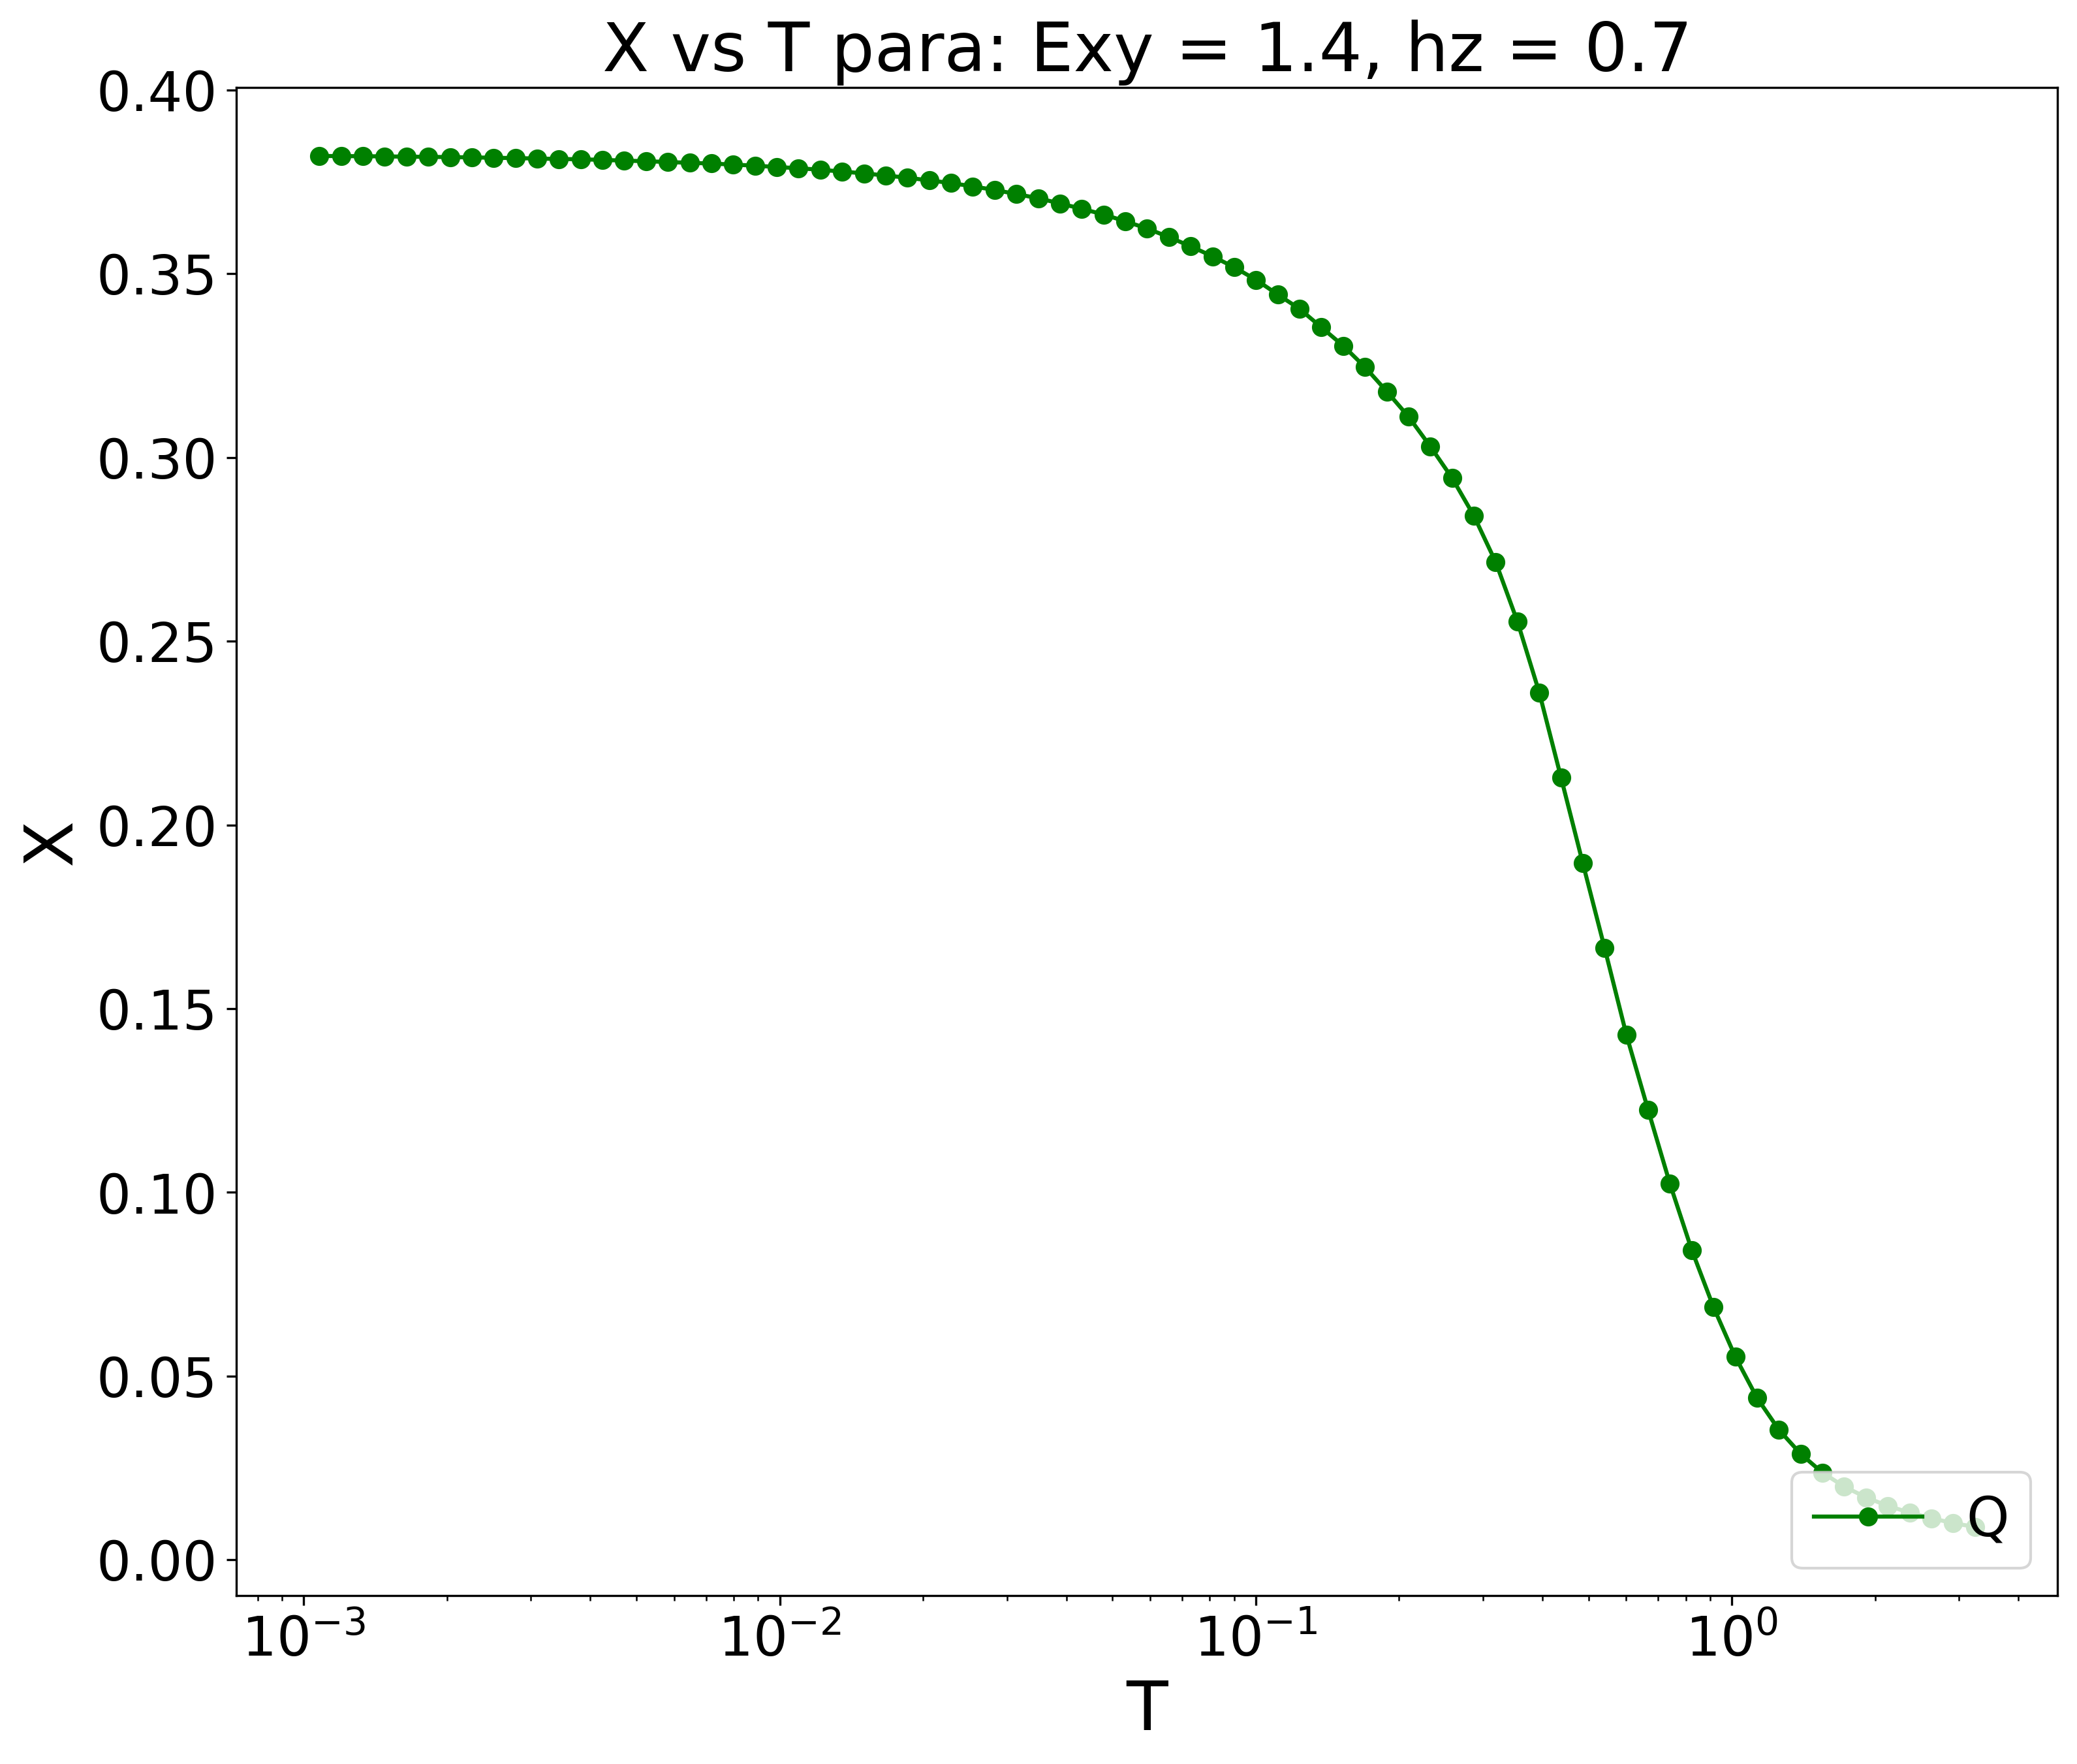 X vs T para: Exy = 1.4, hz = 0.7
0.40
0.35
0.30
0.25
0.20
0.15
0.10
0.05
0.00
X
Q
10⁻³ 10⁻² 10⁻¹ 10⁰
T